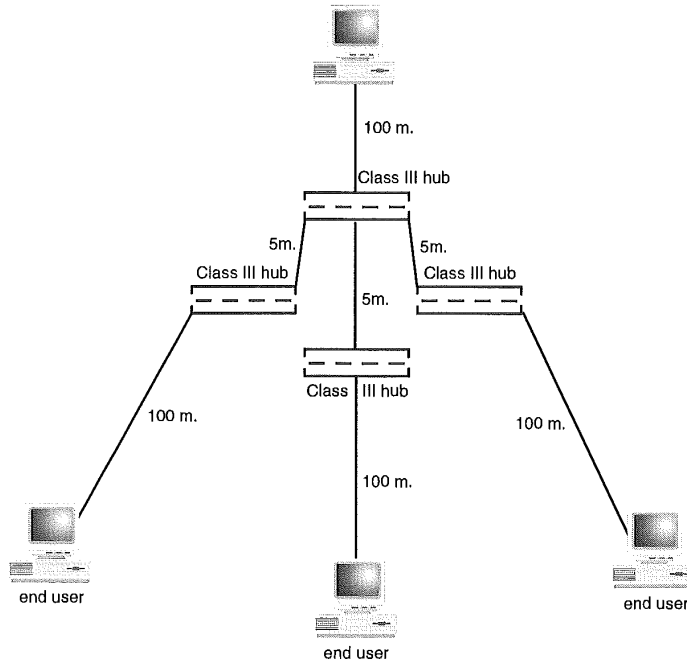 100 m.
Class III hub
5m.
5m.
Class III hub
Class III hub
5m.
Class III hub
100 m.
100 m.
100 m.
end user
end user
end user